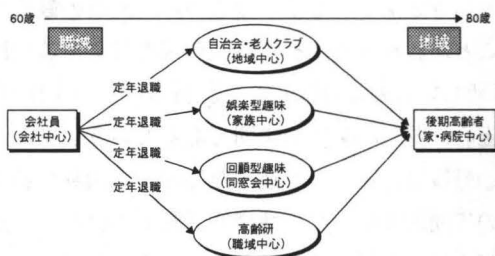 60歳
80歳
職域
地域
自治会・老人クラブ
(地域中心)
定年退職
娯楽型趣味
(家族中心)
定年退職
会社員
(会社中心)
後期高齢者
(家・病院中心)
定年退職
回顧型趣味
(同窓会中心)
定年退職
高齢研
(職域中心)